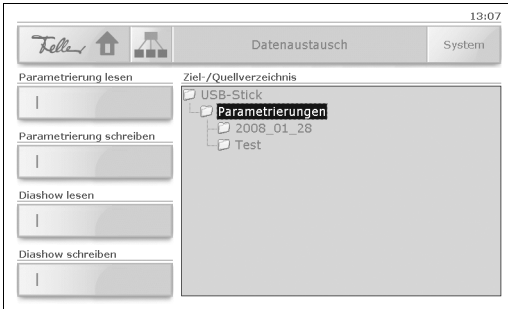 13:07
Feller Datenaustausch System
Parametrierung lesen
Ziel-/Quellverzeichnis
USB-Stick
Parametrierungen
2008_01_28
Test
Parametrierung schreiben
Diashow lesen
Diashow schreiben